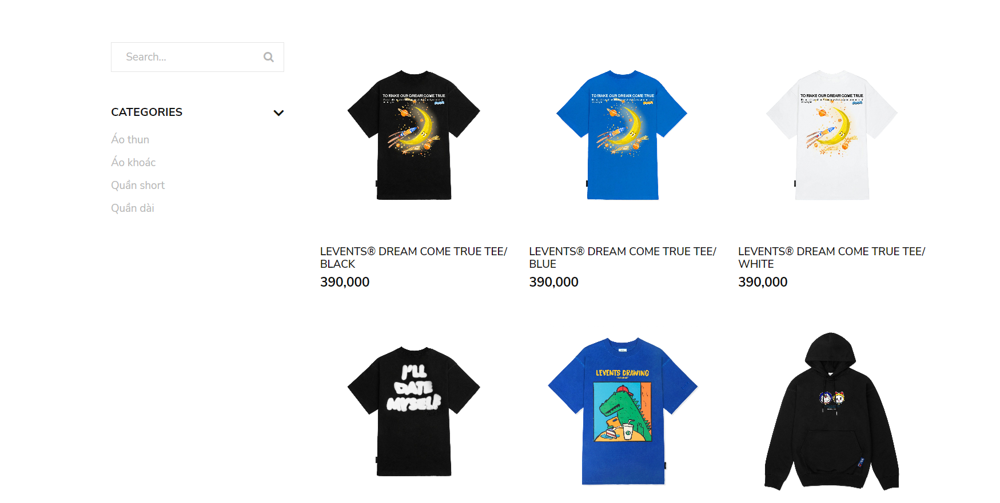 Search...
CATEGORIES
Áo thun
Áo khoác
Quần short
Quần dài
TO MAKE OUR DREAM COME TRUE
TO MAKE OUR DREAM COME TRUE
TO MAKE OUR DREAM COME TRUE
LEVENTS® DREAM COME TRUE TEE/
BLACK
390,000
LEVENTS® DREAM COME TRUE TEE/
BLUE
390,000
LEVENTS® DREAM COME TRUE TEE/
WHITE
390,000
I'LL
DATE
MYSELF
LEVENTS DRAWING